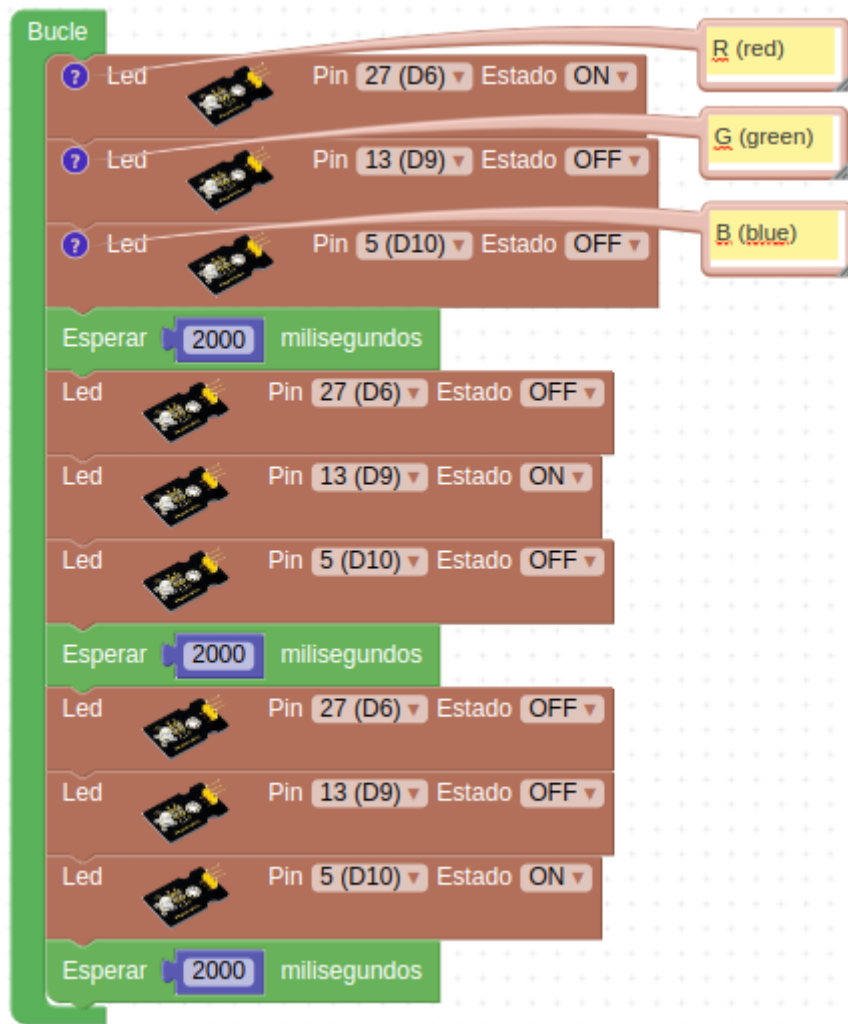 Bucle
Led Pin 27 (D6) Estado ON
R (red)
Led Pin 13 (D9) Estado OFF
G (green)
Led Pin 5 (D10) Estado OFF
B (blue)
Esperar 2000 milisegundos
Led Pin 27 (D6) Estado OFF
Led Pin 13 (D9) Estado ON
Led Pin 5 (D10) Estado OFF
Esperar 2000 milisegundos
Led Pin 27 (D6) Estado OFF
Led Pin 13 (D9) Estado OFF
Led Pin 5 (D10) Estado ON
Esperar 2000 milisegundos